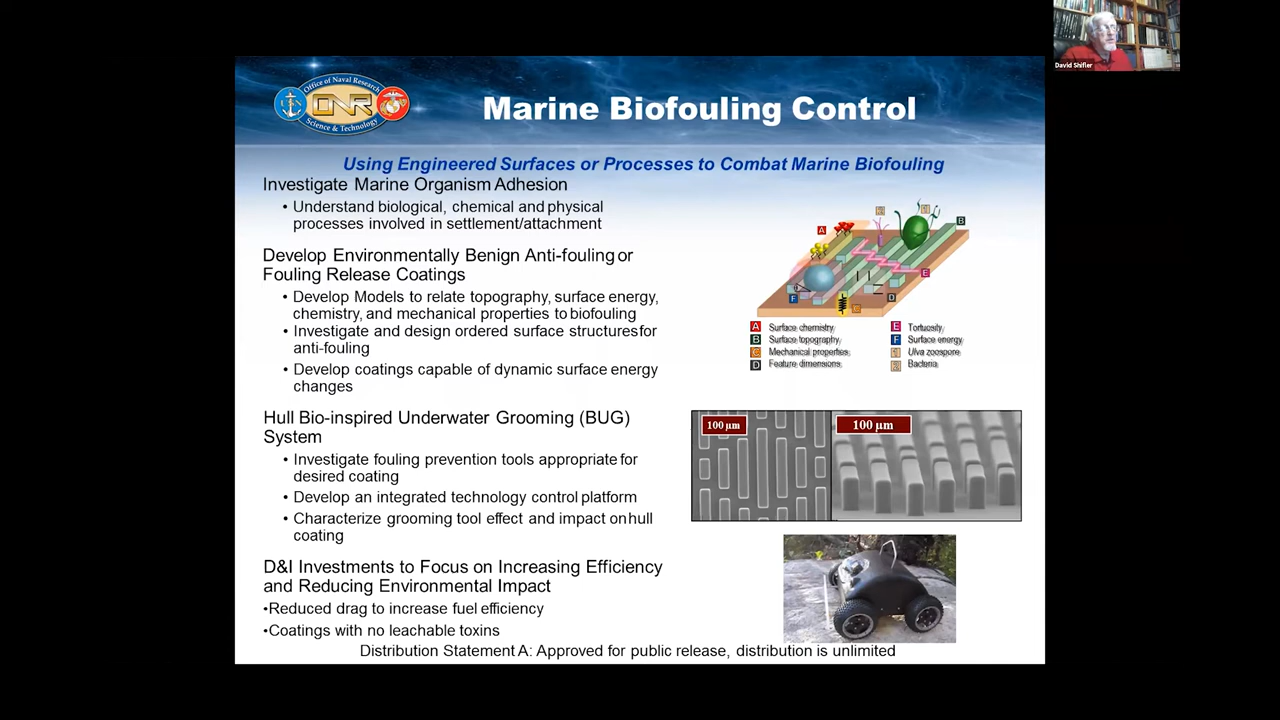 David Shifler
Office of Naval Research
ONR
Science & Technology
Marine Biofouling Control
Using Engineered Surfaces or Processes to Combat Marine Biofouling
Investigate Marine Organism Adhesion
• Understand biological, chemical and physical
processes involved in settlement/attachment
Develop Environmentally Benign Anti-fouling or
Fouling Release Coatings
• Develop Models to relate topography, surface energy,
chemistry, and mechanical properties to biofouling
• Investigate and design ordered surface structures for
anti-fouling
• Develop coatings capable of dynamic surface energy
changes
Hull Bio-inspired Underwater Grooming (BUG)
System
• Investigate fouling prevention tools appropriate for
desired coating
• Develop an integrated technology control platform
• Characterize grooming tool effect and impact on hull
coating
D&I Investments to Focus on Increasing Efficiency
and Reducing Environmental Impact
•Reduced drag to increase fuel efficiency
•Coatings with no leachable toxins
A
B
E
F
D
C
A Surface chemistry
B Surface topography
C Mechanical properties
D Feature dimensions
E Tortuosity
F Surface energy
1 Ulva zoospore
2 Bacteria
100 µm
100 µm
Distribution Statement A: Approved for public release, distribution is unlimited